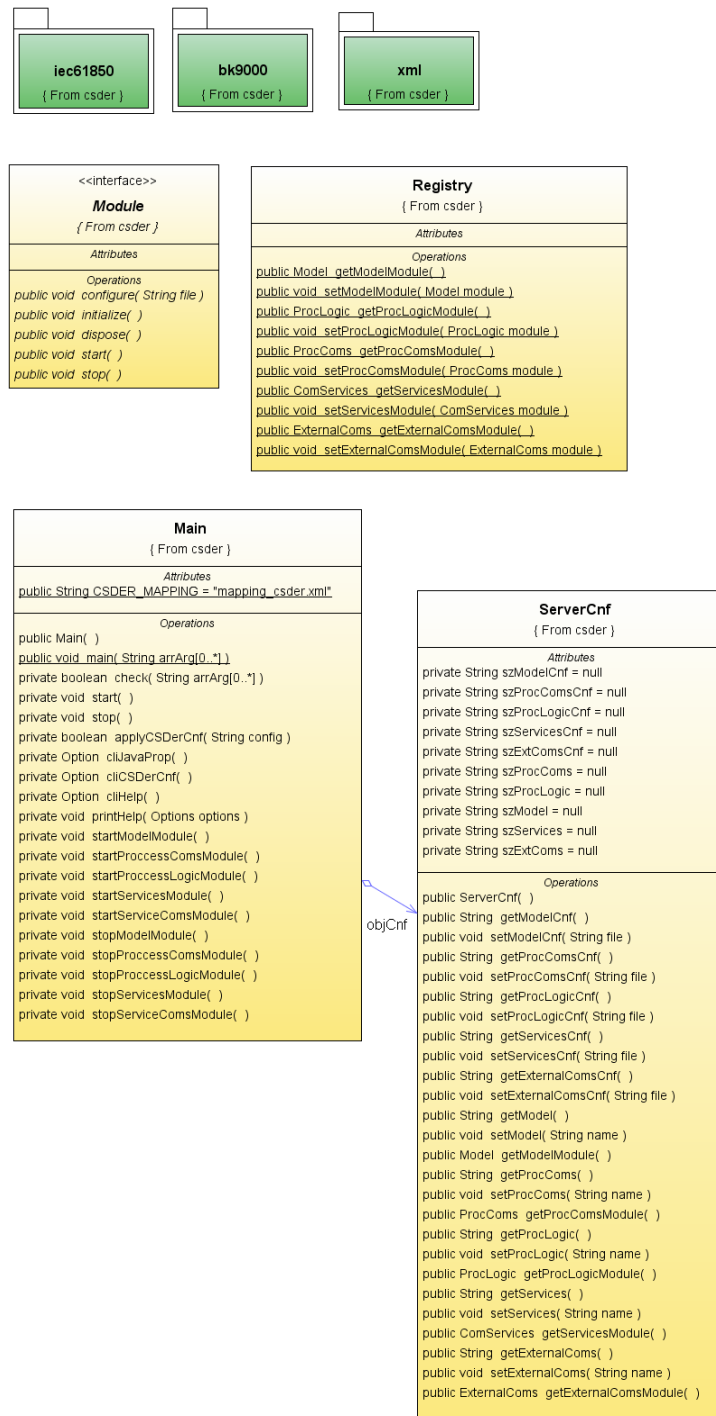 iec61850
{ From csder }
bk9000
{ From csder }
xml
{ From csder }
<<interface>>
Module
{ From csder }
Attributes
Operations
public void configure( String file )
public void initialize( )
public void dispose( )
public void start( )
public void stop( )
Registry
{ From csder }
Attributes
Operations
public Model getModelModule( )
public void setModelModule( Model module )
public ProcLogic getProcLogicModule( )
public void setProcLogicModule( ProcLogic module )
public ProcComs getProcComsModule( )
public void setProcComsModule( ProcComs module )
public ComServices getServicesModule( )
public void setServicesModule( ComServices module )
public ExternalComs getExternalComsModule( )
public void setExternalComsModule( ExternalComs module )
Main
{ From csder }
Attributes
public String CSDER_MAPPING = "mapping_csder.xml"
Operations
public Main( )
public void main( String arrArg[0..*] )
private boolean check( String arrArg[0..*] )
private void start( )
private void stop( )
private boolean applyCSDerCnf( String config )
private Option cliJavaProp( )
private Option cliCSDerCnf( )
private Option cliHelp( )
private void printHelp( Options options )
private void startModelModule( )
private void startProccessComsModule( )
private void startProccessLogicModule( )
private void startServicesModule( )
private void startServiceComsModule( )
private void stopModelModule( )
private void stopProccessComsModule( )
private void stopProccessLogicModule( )
private void stopServicesModule( )
private void stopServiceComsModule( )
objCnf
ServerCnf
{ From csder }
Attributes
private String szModelCnf = null
private String szProcComsCnf = null
private String szProcLogicCnf = null
private String szServicesCnf = null
private String szExtComsCnf = null
private String szProcComs = null
private String szProcLogic = null
private String szModel = null
private String szServices = null
private String szExtComs = null
Operations
public ServerCnf( )
public String getModelCnf( )
public void setModelCnf( String file )
public String getProcComsCnf( )
public void setProcComsCnf( String file )
public String getProcLogicCnf( )
public void setProcLogicCnf( String file )
public String getServicesCnf( )
public void setServicesCnf( String file )
public String getExternalComsCnf( )
public void setExternalComsCnf( String file )
public String getModel( )
public void setModel( String name )
public Model getModelModule( )
public String getProcComs( )
public void setProcComs( String name )
public ProcComs getProcComsModule( )
public String getProcLogic( )
public void setProcLogic( String name )
public ProcLogic getProcLogicModule( )
public String getServices( )
public void setServices( String name )
public ComServices getServicesModule( )
public String getExternalComs( )
public void setExternalComs( String name )
public ExternalComs getExternalComsModule( )